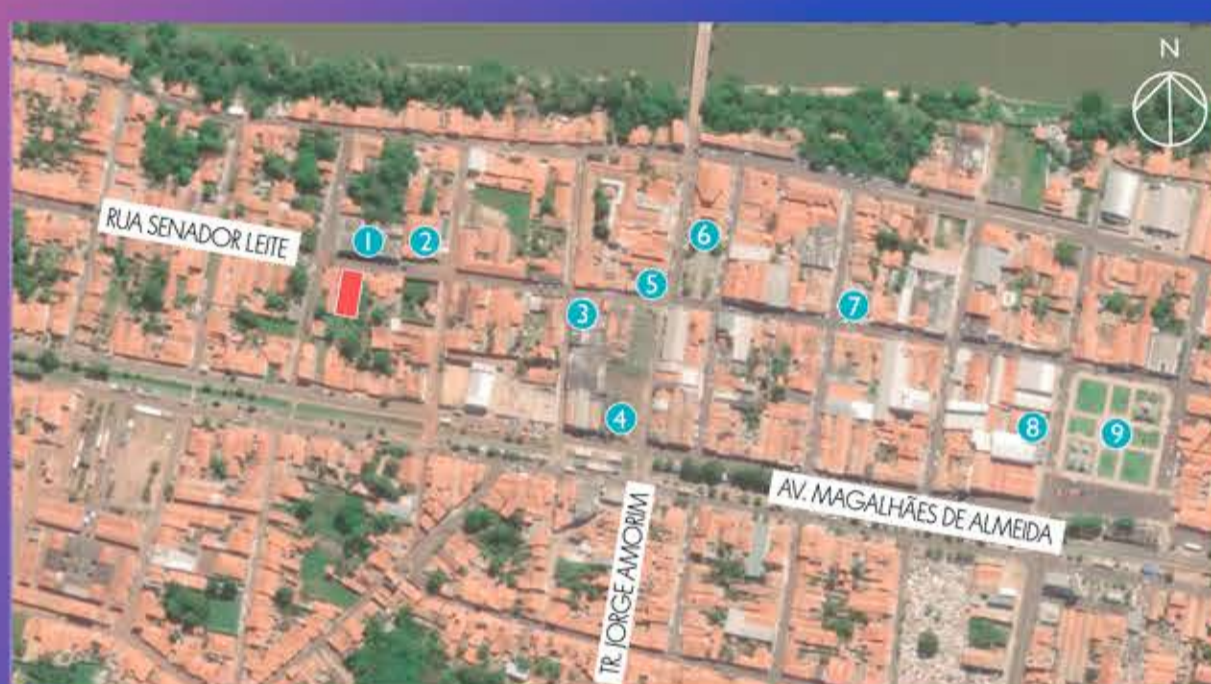 N
RUA SENADOR LEITE
1
2
6
5
7
3
4
8
9
AV. MAGALHÃES DE ALMEIDA
TR. JORGE AMORIM